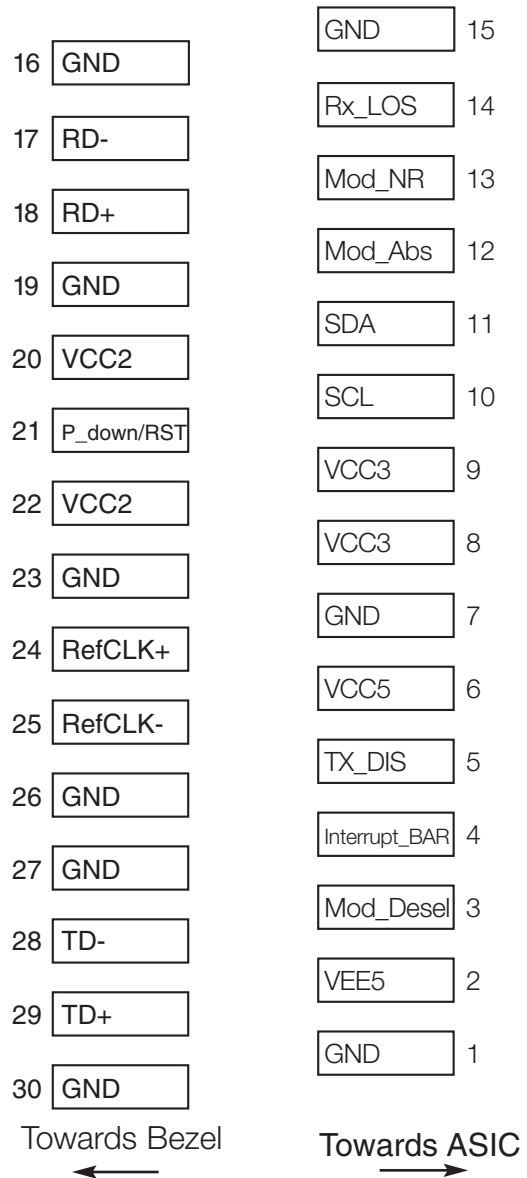 16 GND
17 RD-
18 RD+
19 GND
20 VCC2
21 P_down/RST
22 VCC2
23 GND
24 RefCLK+
25 RefCLK-
26 GND
27 GND
28 TD-
29 TD+
30 GND
Towards Bezel
GND 15
Rx_LOS 14
Mod_NR 13
Mod_Abs 12
SDA 11
SCL 10
VCC3 9
VCC3 8
GND 7
VCC5 6
TX_DIS 5
Interrupt_BAR 4
Mod_Desel 3
VEE5 2
GND 1
Towards ASIC